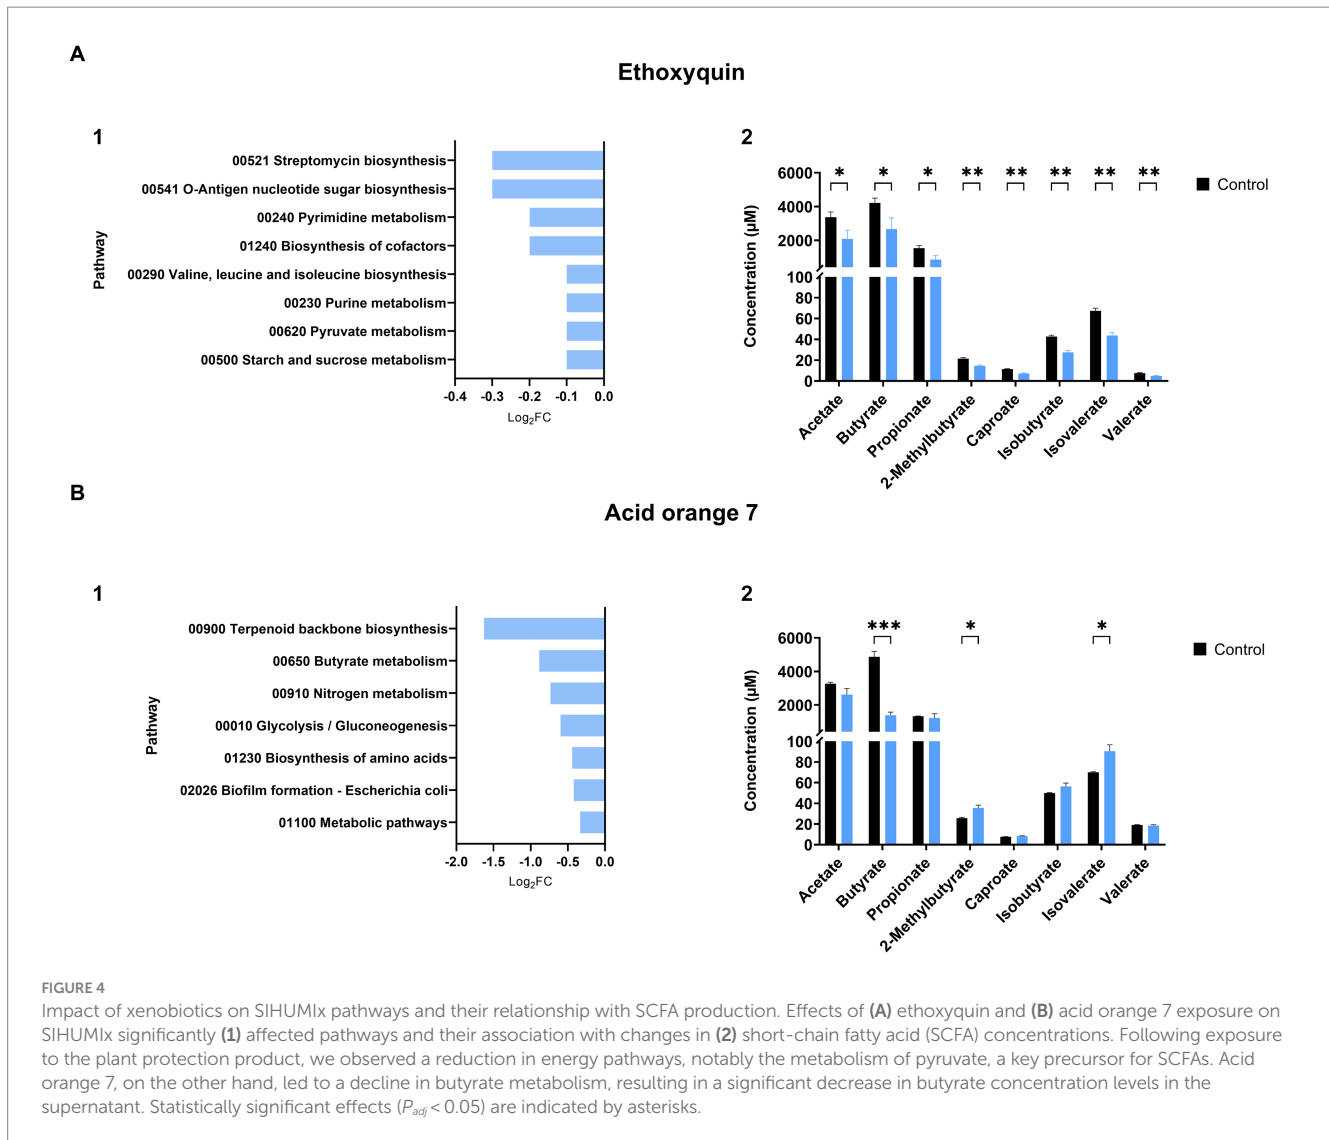 A
Ethoxyquin
1
Pathway
00521 Streptomycin biosynthesis
00541 O-Antigen nucleotide sugar biosynthesis
00240 Pyrimidine metabolism
01240 Biosynthesis of cofactors
00290 Valine, leucine and isoleucine biosynthesis
00230 Purine metabolism
00620 Pyruvate metabolism
00500 Starch and sucrose metabolism
-0.4 -0.3 -0.2 -0.1 0.0
Log2FC
2
Concentration (µM)
6000
4000
2000
100
80
60
40
20
0
* * * ** ** ** ** **
Control
Acetate
Butyrate
Propionate
2-Methylbutyrate
Caproate
Isobutyrate
Isovalerate
Valerate
B
Acid orange 7
1
Pathway
00900 Terpenoid backbone biosynthesis
00650 Butyrate metabolism
00910 Nitrogen metabolism
00010 Glycolysis / Gluconeogenesis
01230 Biosynthesis of amino acids
02026 Biofilm formation - Escherichia coli
01100 Metabolic pathways
-2.0 -1.5 -1.0 -0.5 0.0
Log2FC
2
Concentration (µM)
6000
4000
2000
100
80
60
40
20
0
*** * *
Control
Acetate
Butyrate
Propionate
2-Methylbutyrate
Caproate
Isobutyrate
Isovalerate
Valerate
FIGURE 4
Impact of xenobiotics on SIHUMIx pathways and their relationship with SCFA production. Effects of (A) ethoxyquin and (B) acid orange 7 exposure on
SIHUMIx significantly (1) affected pathways and their association with changes in (2) short-chain fatty acid (SCFA) concentrations. Following exposure
to the plant protection product, we observed a reduction in energy pathways, notably the metabolism of pyruvate, a key precursor for SCFAs. Acid
orange 7, on the other hand, led to a decline in butyrate metabolism, resulting in a significant decrease in butyrate concentration levels in the
supernatant. Statistically significant effects (Padj < 0.05) are indicated by asterisks.